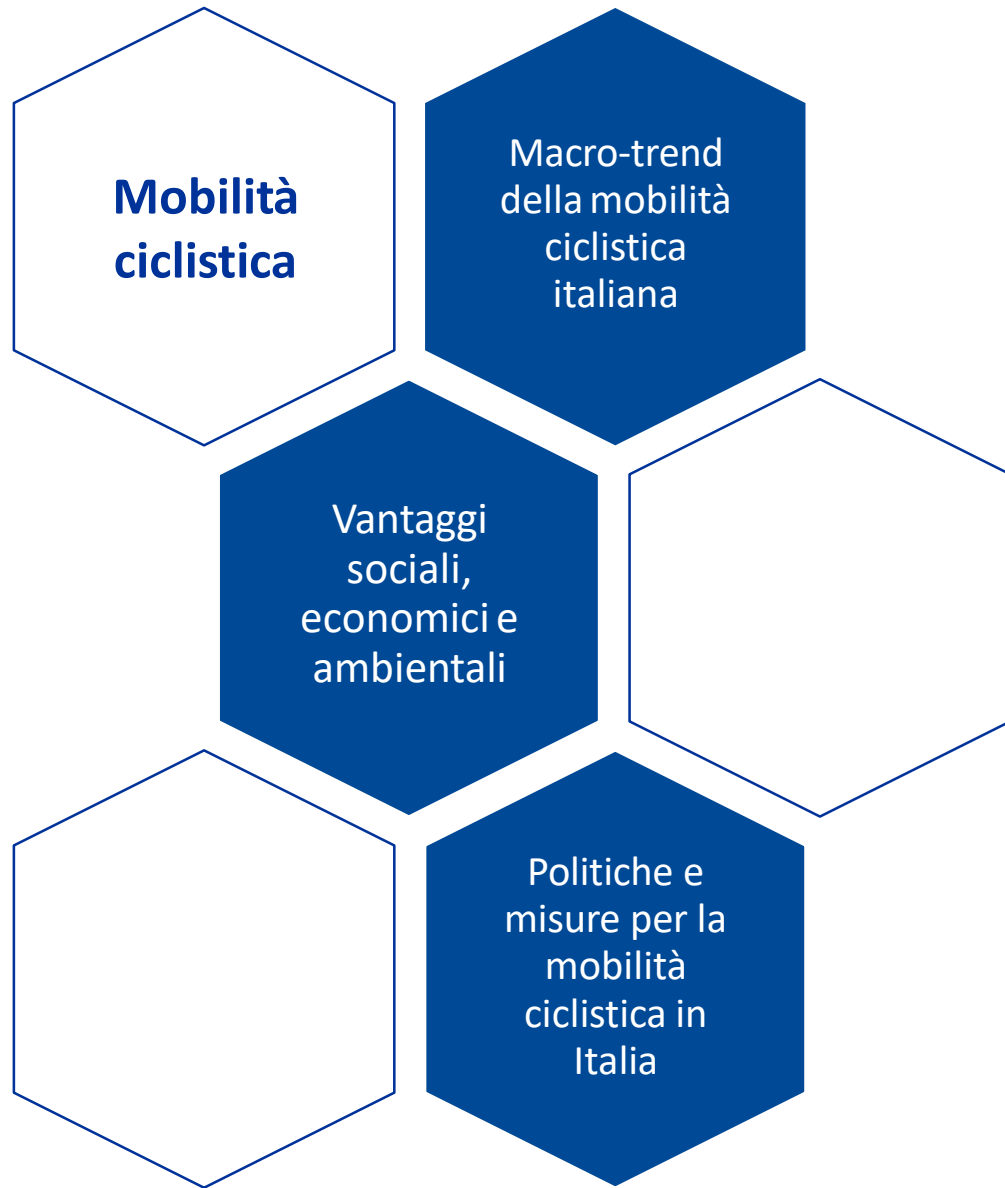 Mobilità
ciclistica
Macro-trend
della mobilità
ciclistica
italiana
Vantaggi
sociali,
economici e
ambientali
Politiche e
misure per la
mobilità
ciclistica in
Italia